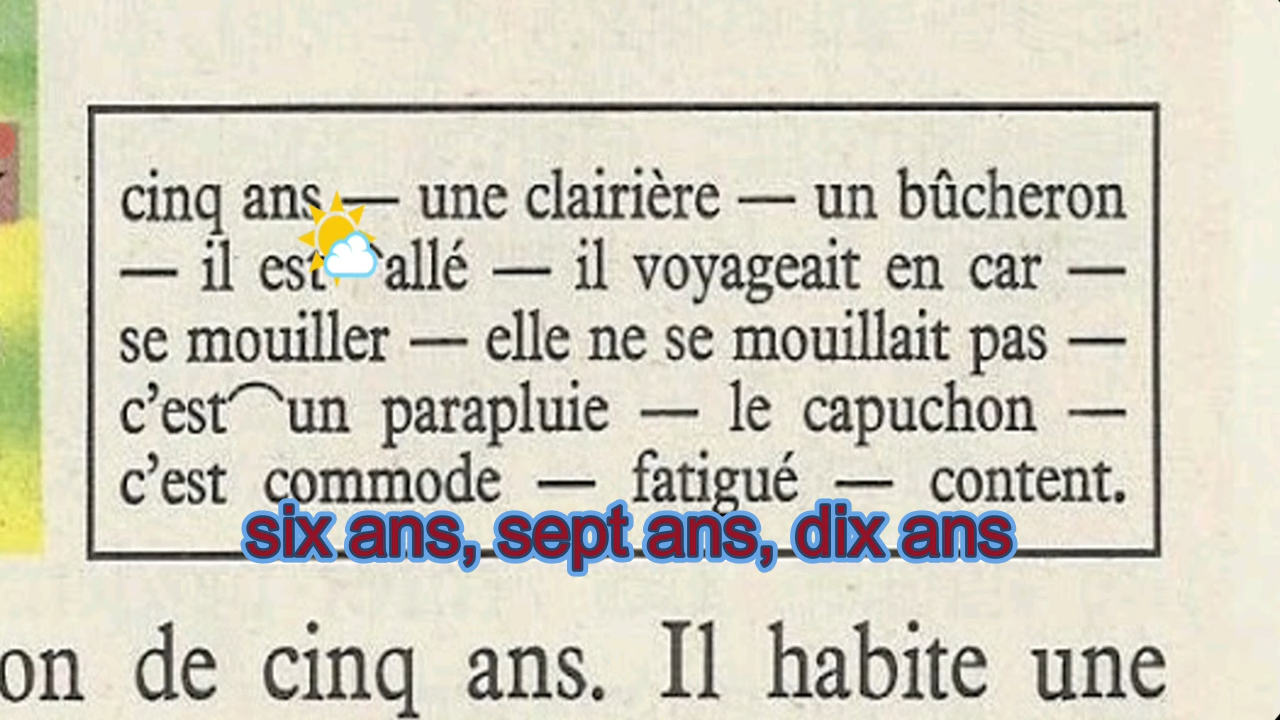 cinq ans — une clairière — un bûcheron
— il est allé — il voyageait en car —
se mouiller — elle ne se mouillait pas —
c'est un parapluie — le capuchon —
c'est commode — fatigué — content.
six ans, sept ans, dix ans
on de cinq ans. Il habite une